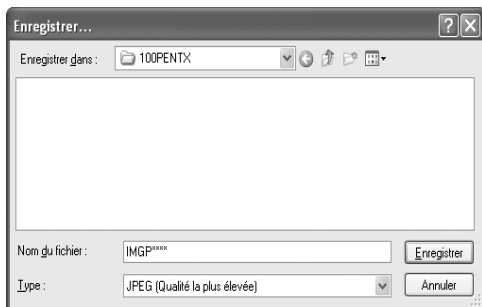 Enregistrer...
Enregistrer dans :
100PENTX
Nom du fichier :
IMGP****
Enregistrer
Type :
JPEG (Qualité la plus élevée)
Annuler